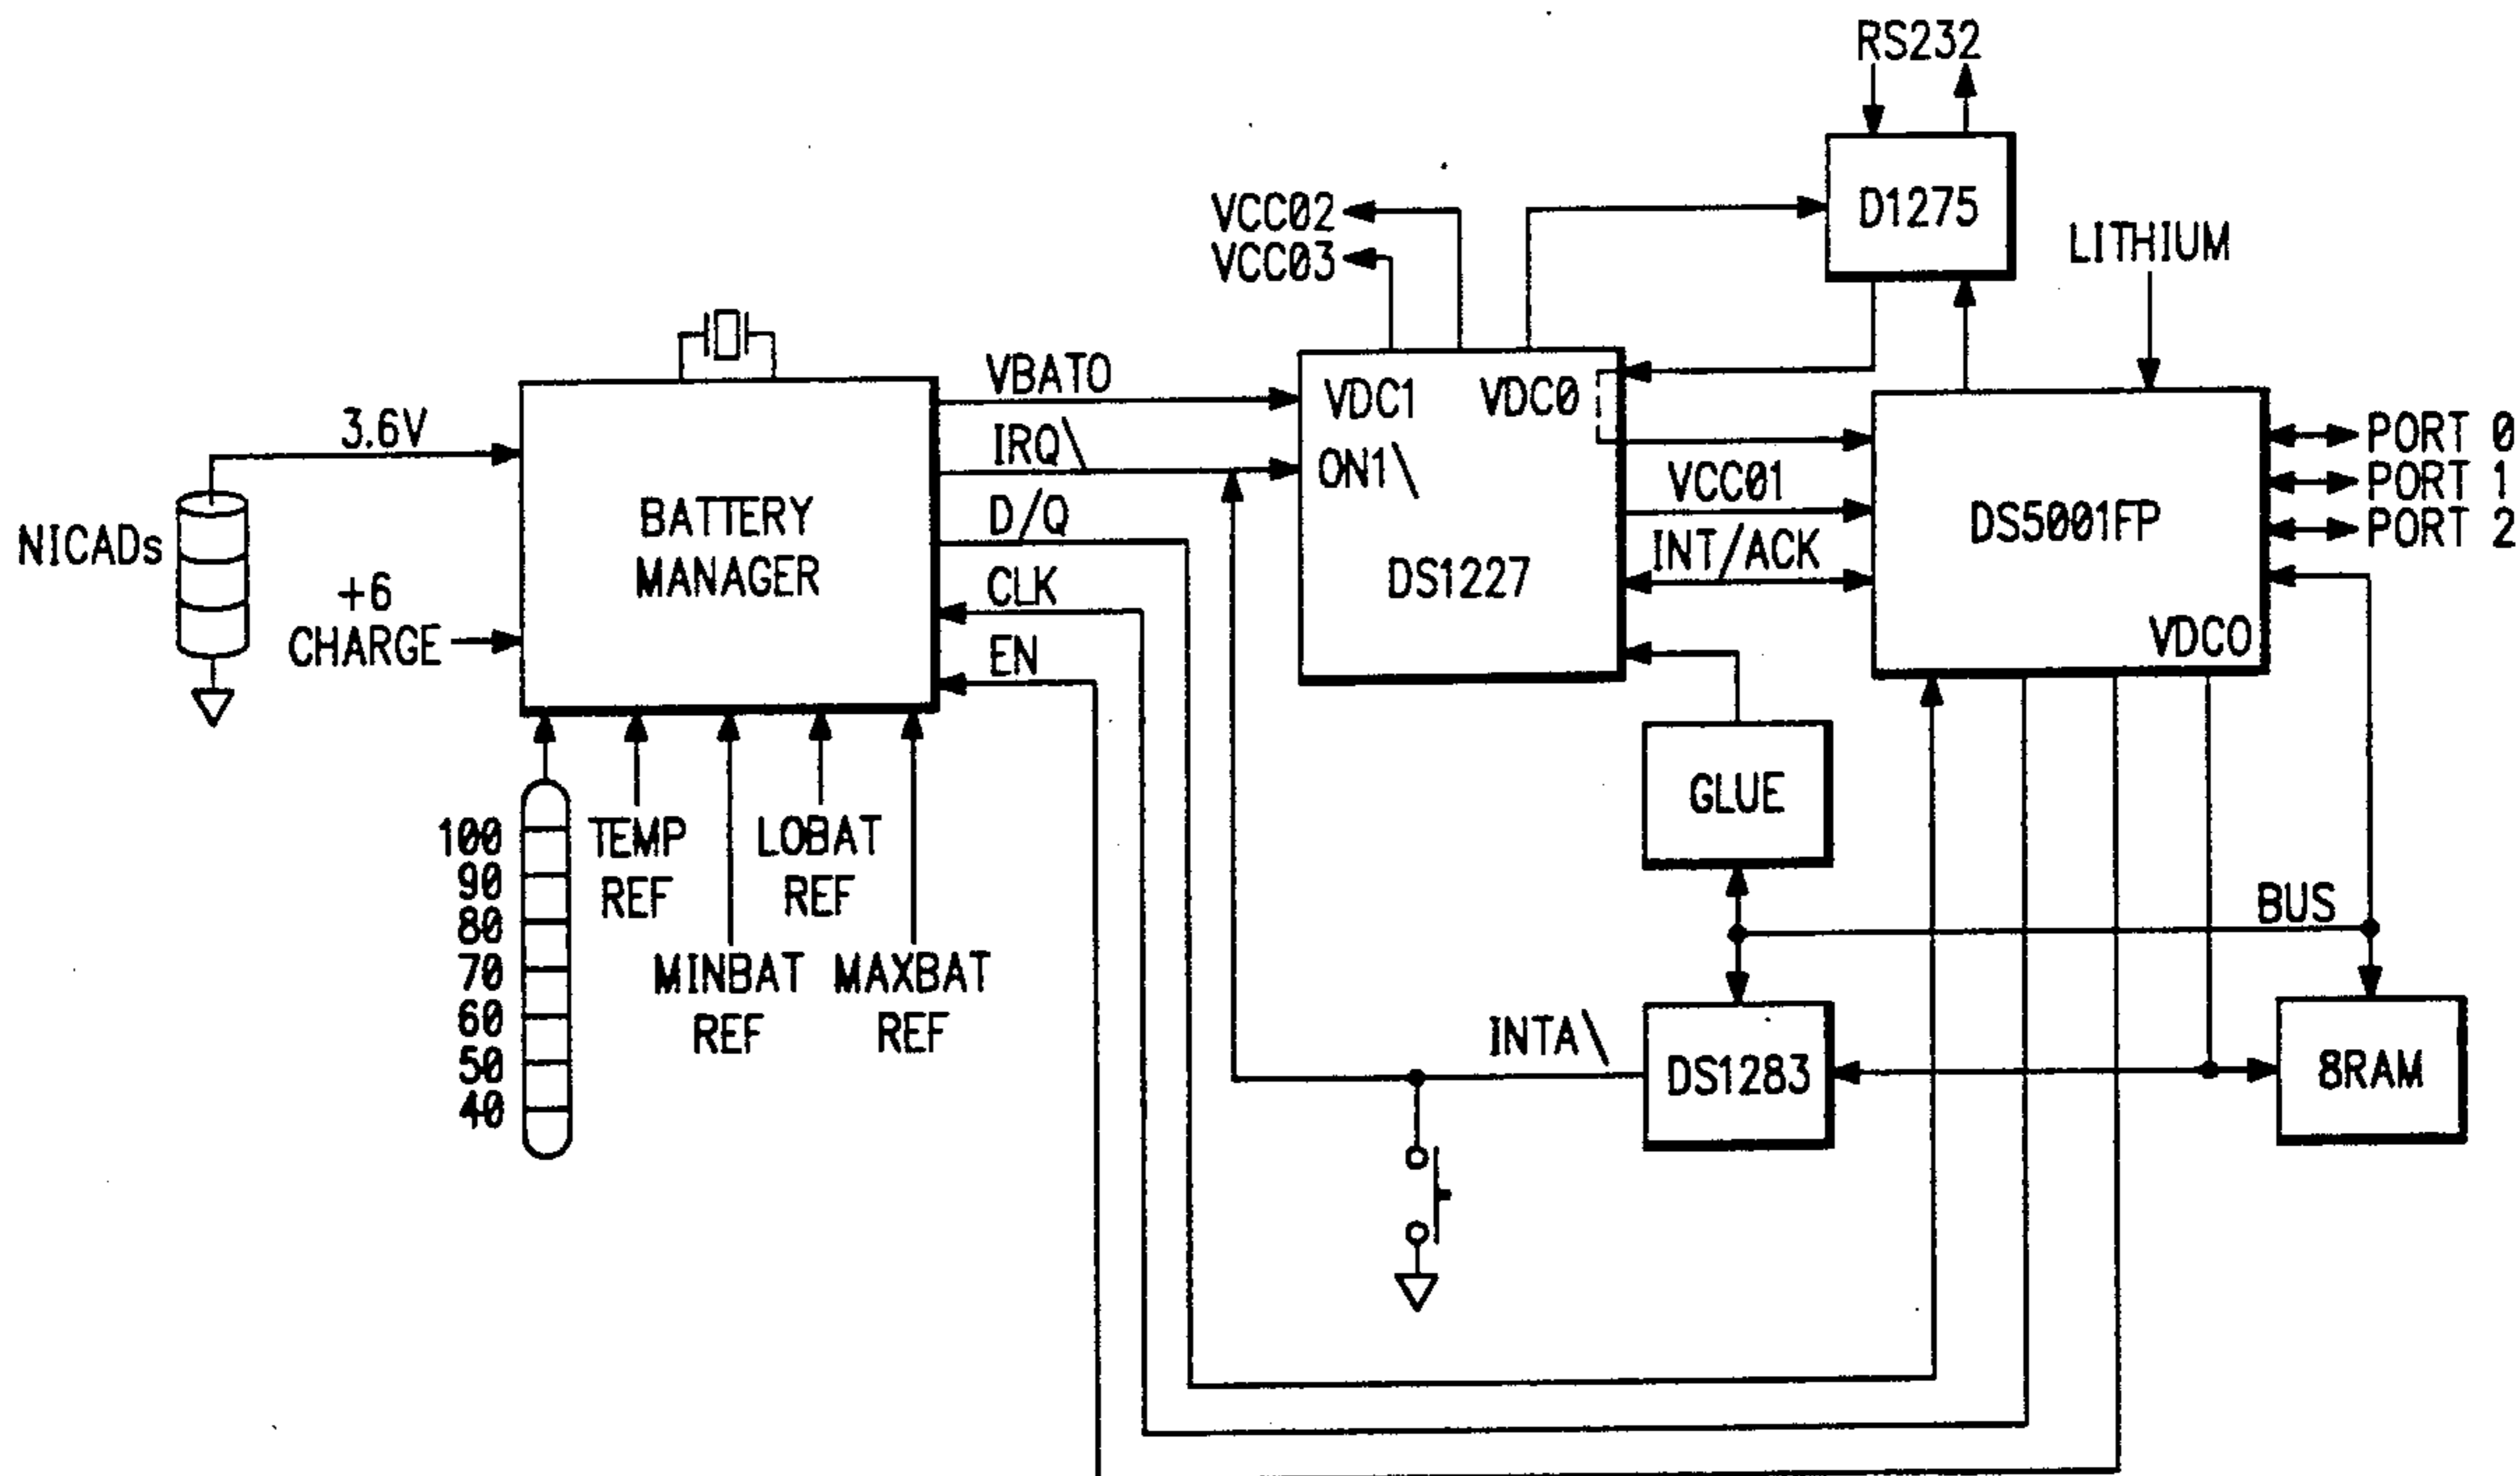 RS232
D1275
VCC02
VCC03
LITHIUM
VBATO
3.6V
IRQ\
D/Q
CLK
EN
BATTERY
MANAGER
NICADs
+6
CHARGE
VDC1
VDC0
ON1\
DS1227
VCC01
INT/ACK
DS5001FP
VDCO
PORT 0
PORT 1
PORT 2
GLUE
BUS
100
90
80
70
60
50
40
TEMP
REF
LOBAT
REF
MINBAT
REF
MAXBAT
REF
INTA\
DS1283
8RAM